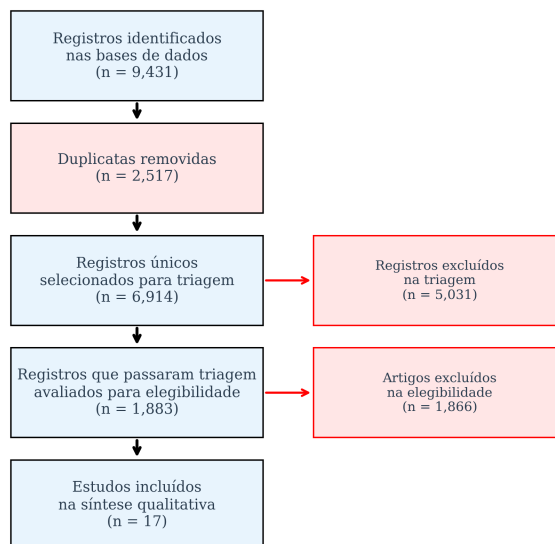 Registros identificados
nas bases de dados
(n = 9,431)
Duplicatas removidas
(n = 2,517)
Registros únicos
selecionados para triagem
(n = 6,914)
Registros excluídos
na triagem
(n = 5,031)
Registros que passaram triagem
avaliados para elegibilidade
(n = 1,883)
Artigos excluídos
na elegibilidade
(n = 1,866)
Estudos incluídos
na síntese qualitativa
(n = 17)